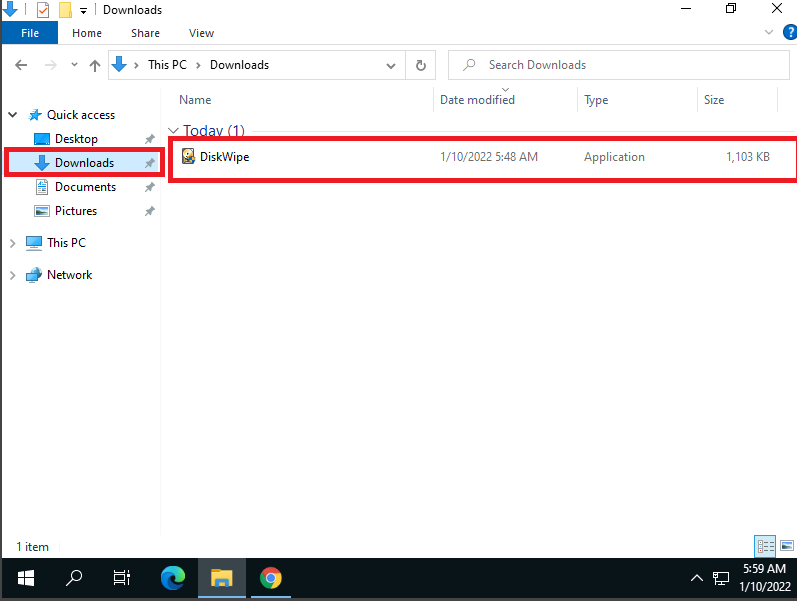 Downloads
File Home Share View
This PC Downloads
Search Downloads
Name Date modified Type Size
Quick access
Today (1)
Desktop
DiskWipe 1/10/2022 5:48 AM Application 1,103 KB
Downloads
Documents
Pictures
This PC
Network
1 item
5:59 AM
1/10/2022